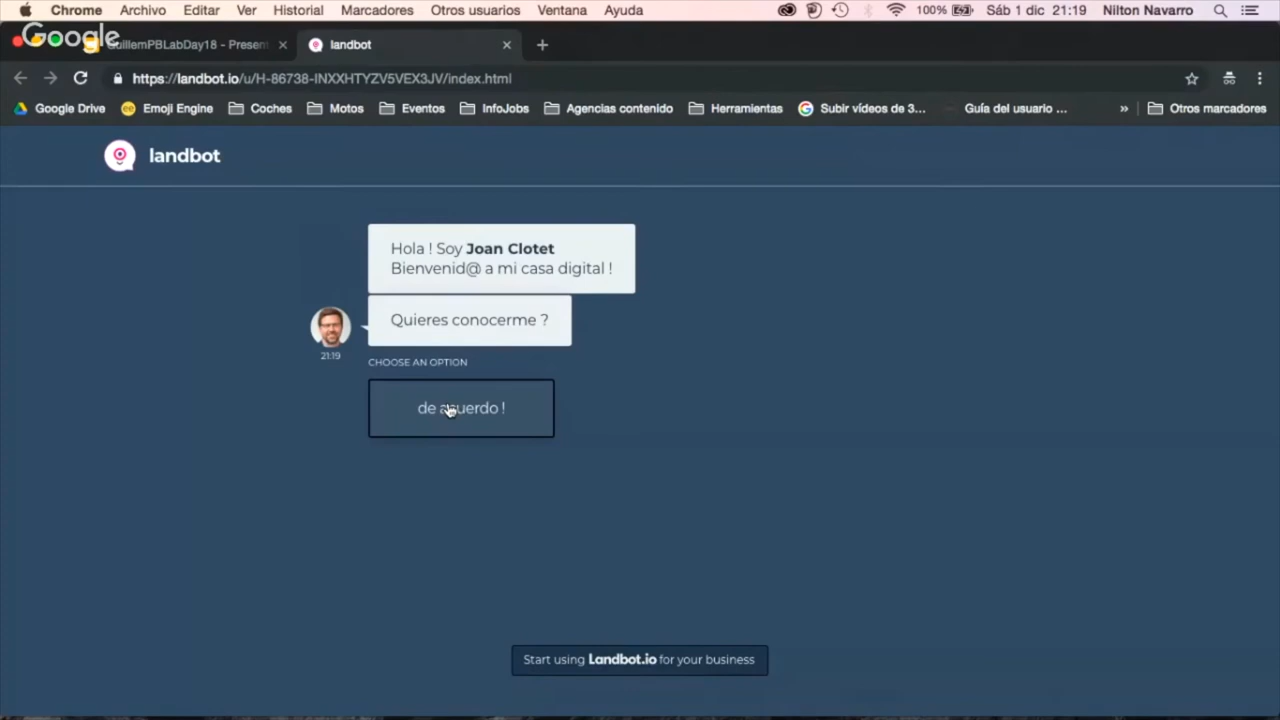 Chrome Archivo Editar Ver Historial Marcadores Otros usuarios Ventana Ayuda 100% Sáb 1 dic 21:19 Nilton Navarro
Google
uillemPBLabDay18 - Present
landbot
https://landbot.io/u/H-86738-INXXHTYZV5VEX3JV/index.html
Google Drive Emoji Engine Coches Motos Eventos InfoJobs Agencias contenido Herramientas Subir vídeos de 3... Guía del usuario ... » Otros marcadores
landbot
Hola ! Soy Joan Clotet
Bienvenid@ a mi casa digital !
Quieres conocerme ?
21:19
CHOOSE AN OPTION
de acuerdo !
Start using Landbot.io for your business